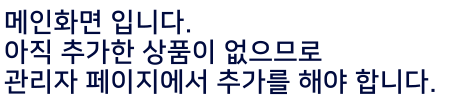 메인화면 입니다.
아직 추가한 상품이 없으므로
관리자 페이지에서 추가를 해야 합니다.